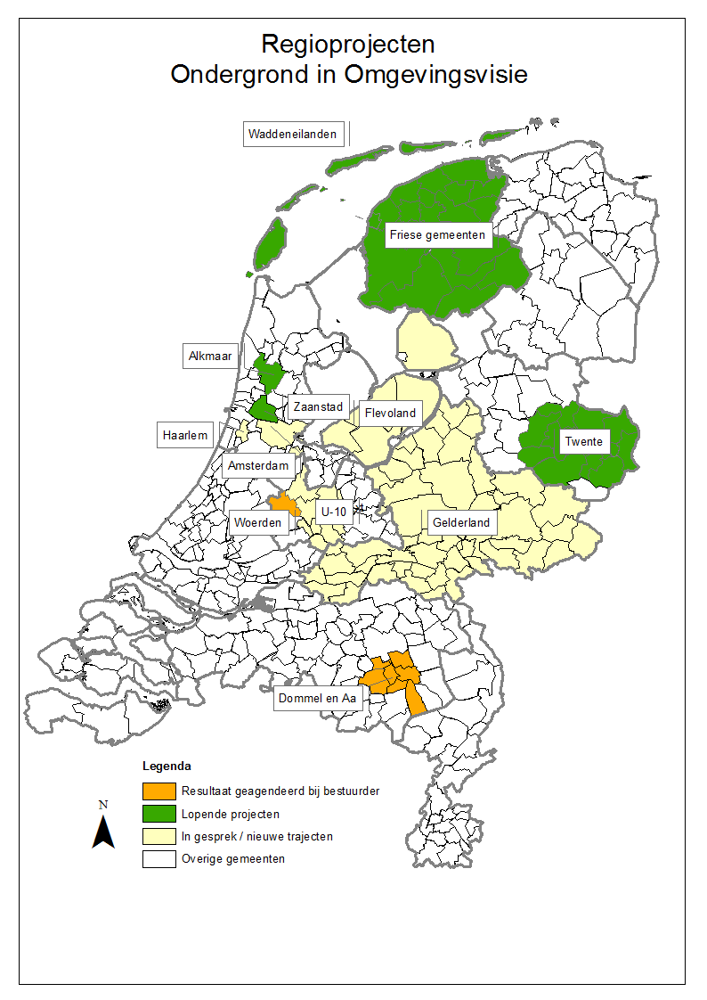 Regioprojecten
Ondergrond in Omgevingsvisie
Waddeneilanden
Friese gemeenten
Alkmaar
Zaanstad
Flevoland
Haarlem
Twente
Amsterdam
U-10
Woerden
Gelderland
Dommel en Aa
Legenda
Resultaat geagendeerd bij bestuurder
N
Lopende projecten
In gesprek / nieuwe trajecten
Overige gemeenten